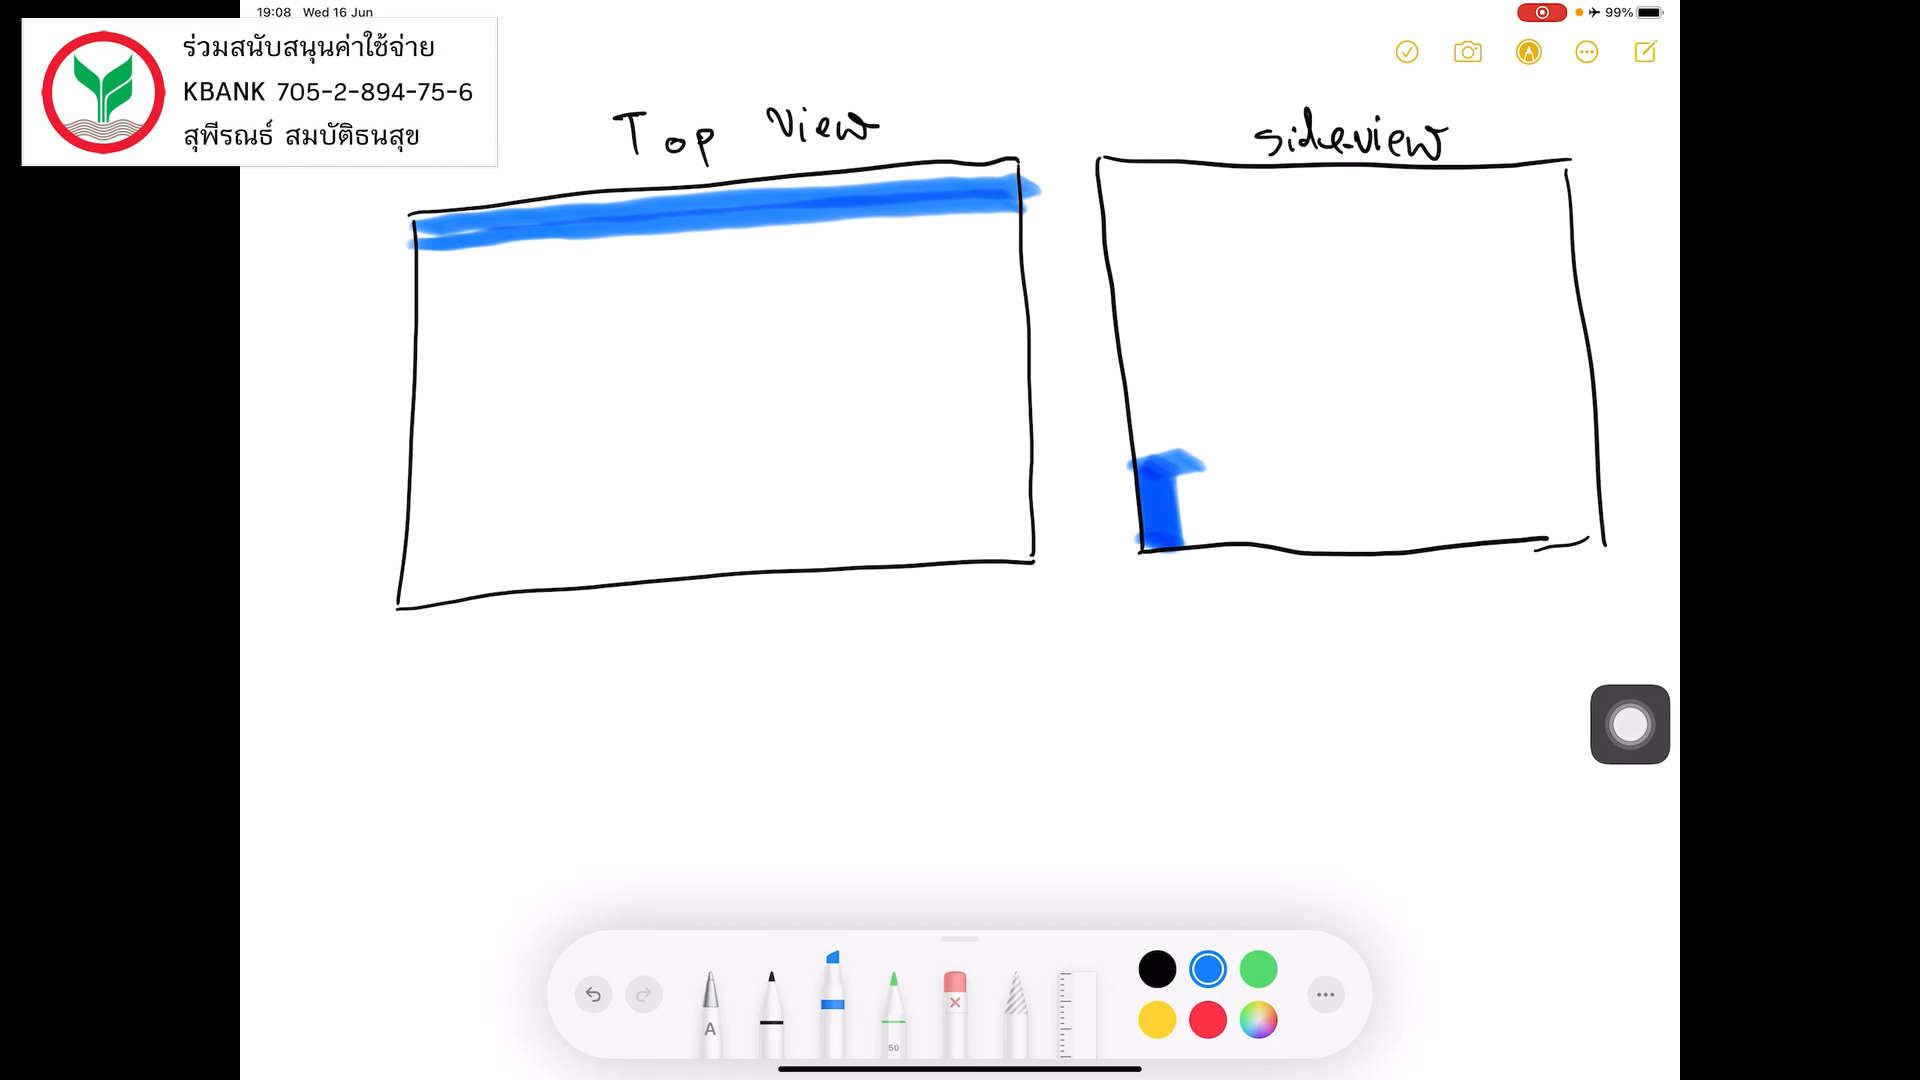 19:08 Wed 16 Jun
99%
ร่วมสนับสนุนค่าใช้จ่าย
KBANK 705-2-894-75-6
สุพีรณธ์ สมบัติธนสุข
Top View
side-view
A
50